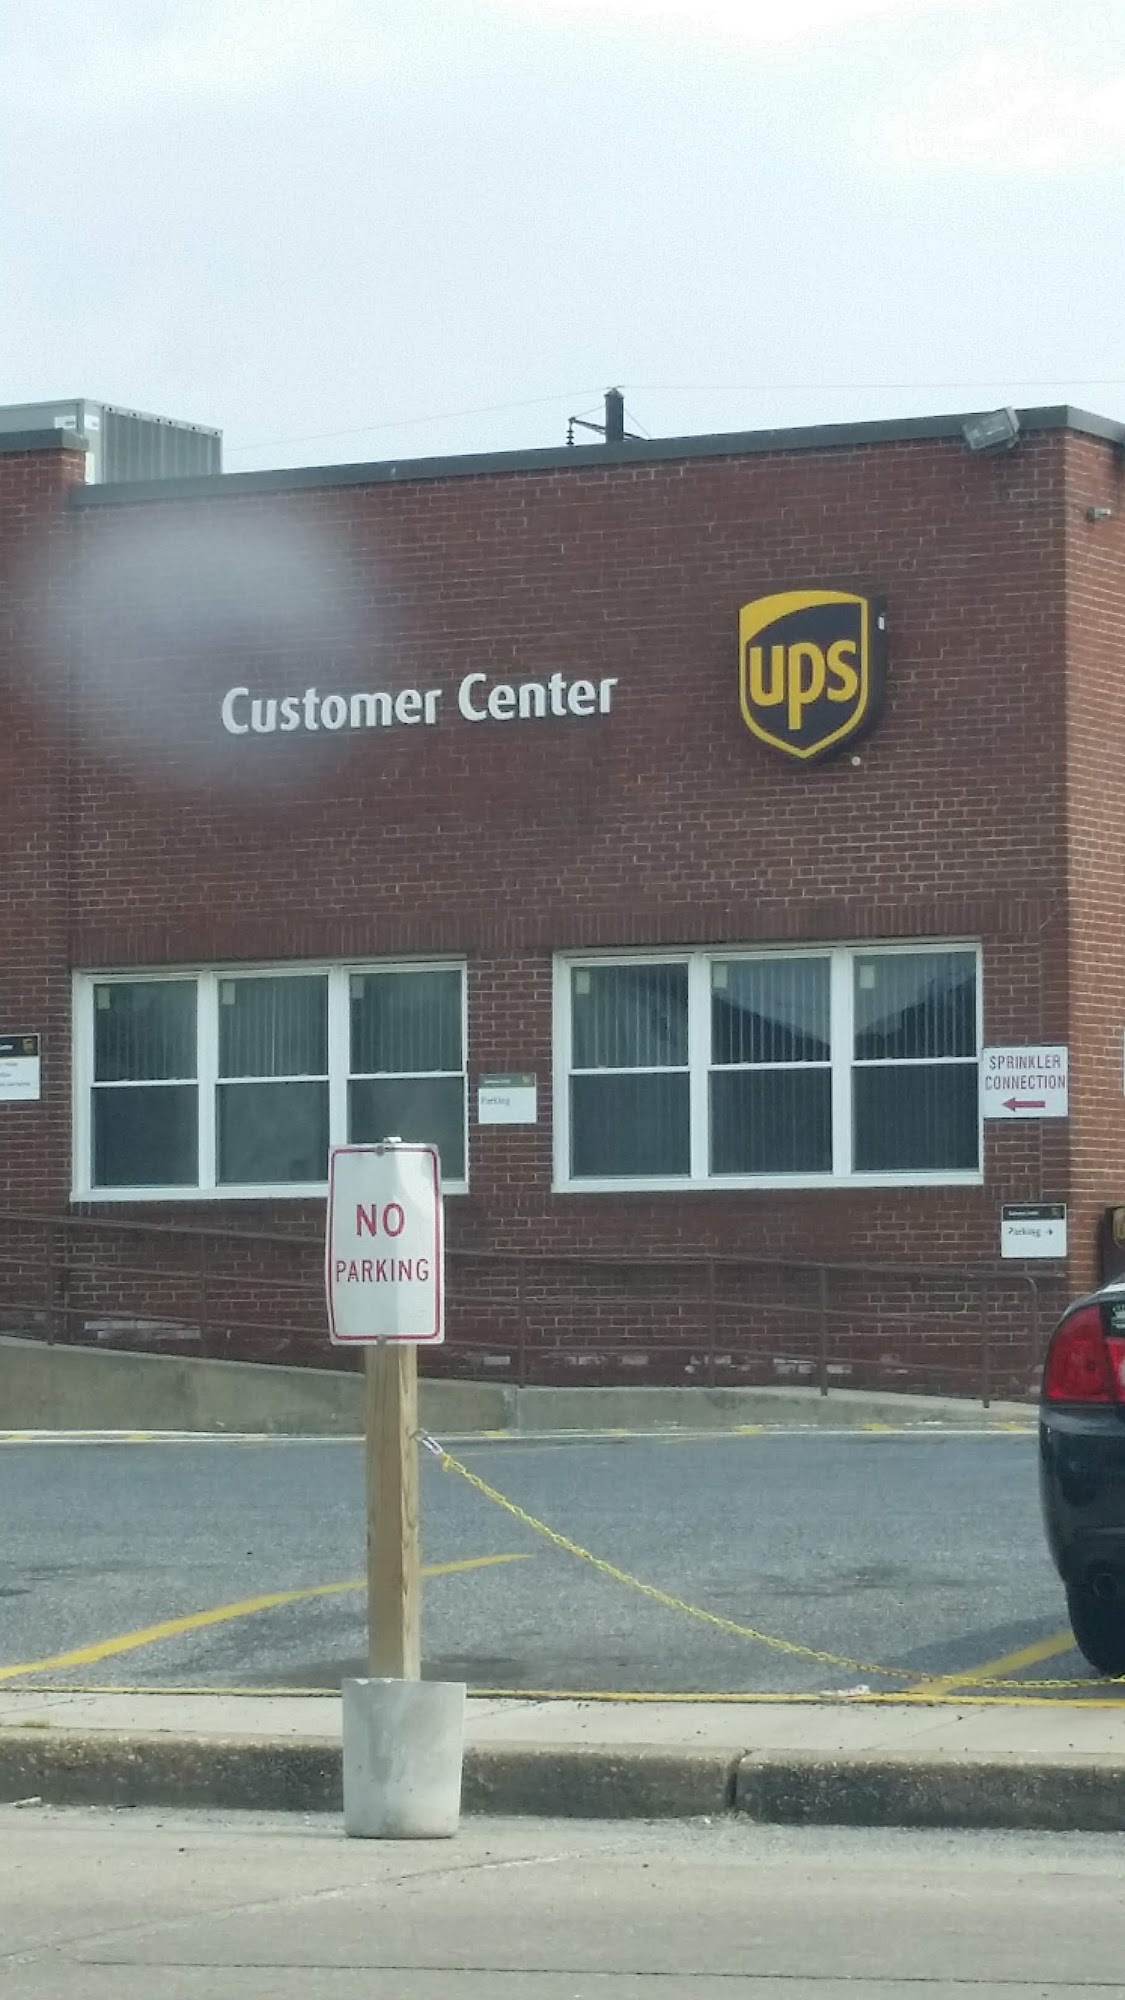 Customer Center
ups
SPRINKLER
CONNECTION
Parking
Parking
NO
PARKING